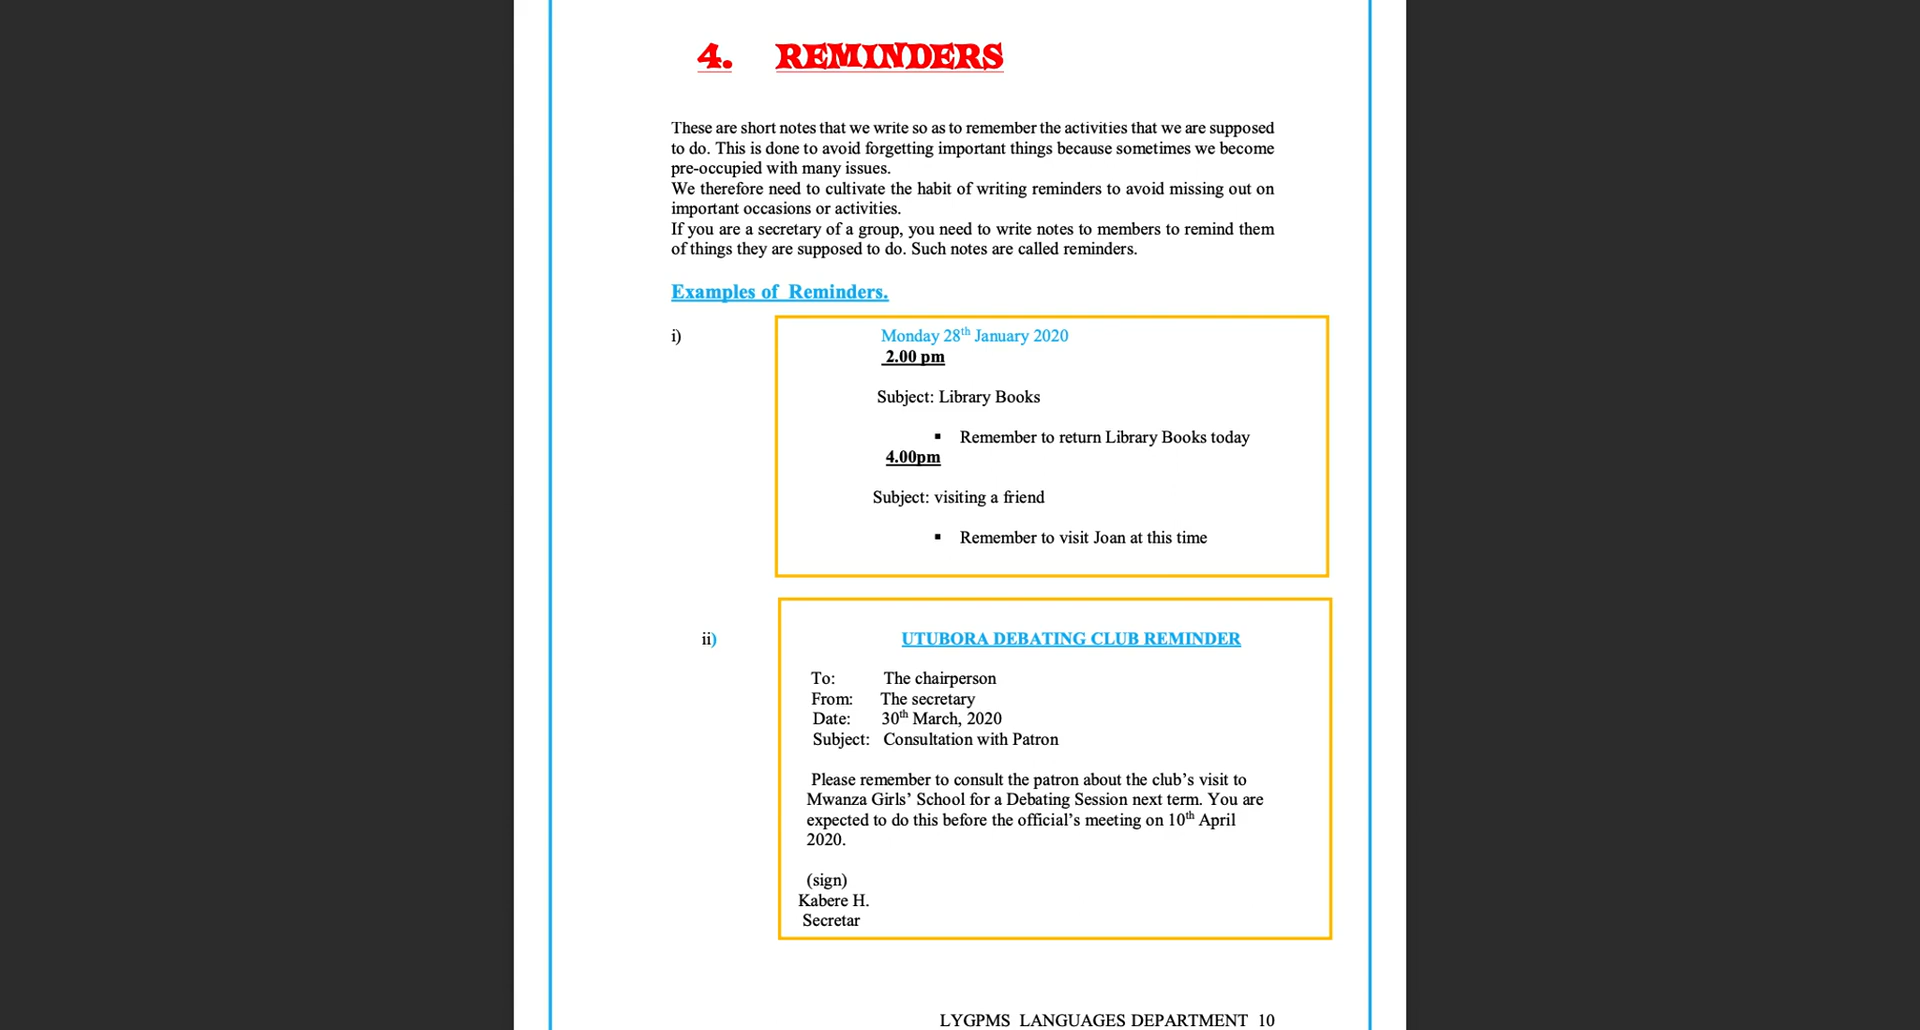 4. REMINDERS
These are short notes that we write so as to remember the activities that we are supposed
to do. This is done to avoid forgetting important things because sometimes we become
pre-occupied with many issues.
We therefore need to cultivate the habit of writing reminders to avoid missing out on
important occasions or activities.
If you are a secretary of a group, you need to write notes to members to remind them
of things they are supposed to do. Such notes are called reminders.
Examples of Reminders.
i) Monday 28th January 2020
2.00 pm
Subject: Library Books
▪ Remember to return Library Books today
4.00pm
Subject: visiting a friend
▪ Remember to visit Joan at this time
ii) UTUBORA DEBATING CLUB REMINDER
To: The chairperson
From: The secretary
Date: 30th March, 2020
Subject: Consultation with Patron
Please remember to consult the patron about the club’s visit to
Mwanza Girls’ School for a Debating Session next term. You are
expected to do this before the official’s meeting on 10th April
2020.
(sign)
Kabere H.
Secretar
LYGPMS LANGUAGES DEPARTMENT 10